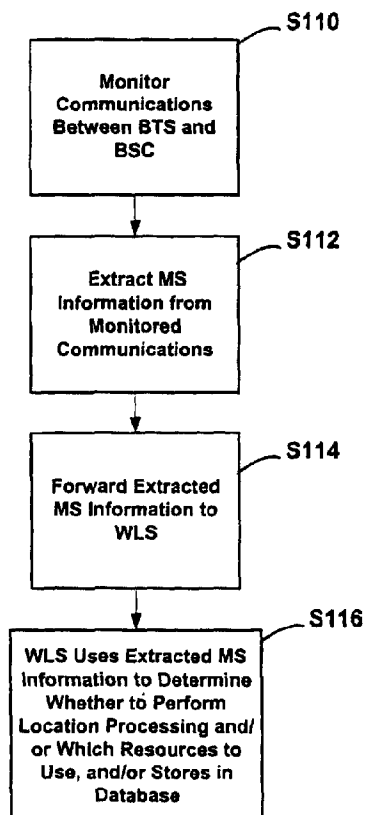 S110
Monitor
Communications
Between BTS and
BSC
S112
Extract MS
Information from
Monitored
Communications
S114
Forward Extracted
MS Information to
WLS
S116
WLS Uses Extracted MS
Information to Determine
Whether to Perform
Location Processing and/
or Which Resources to
Use, and/or Stores in
Database